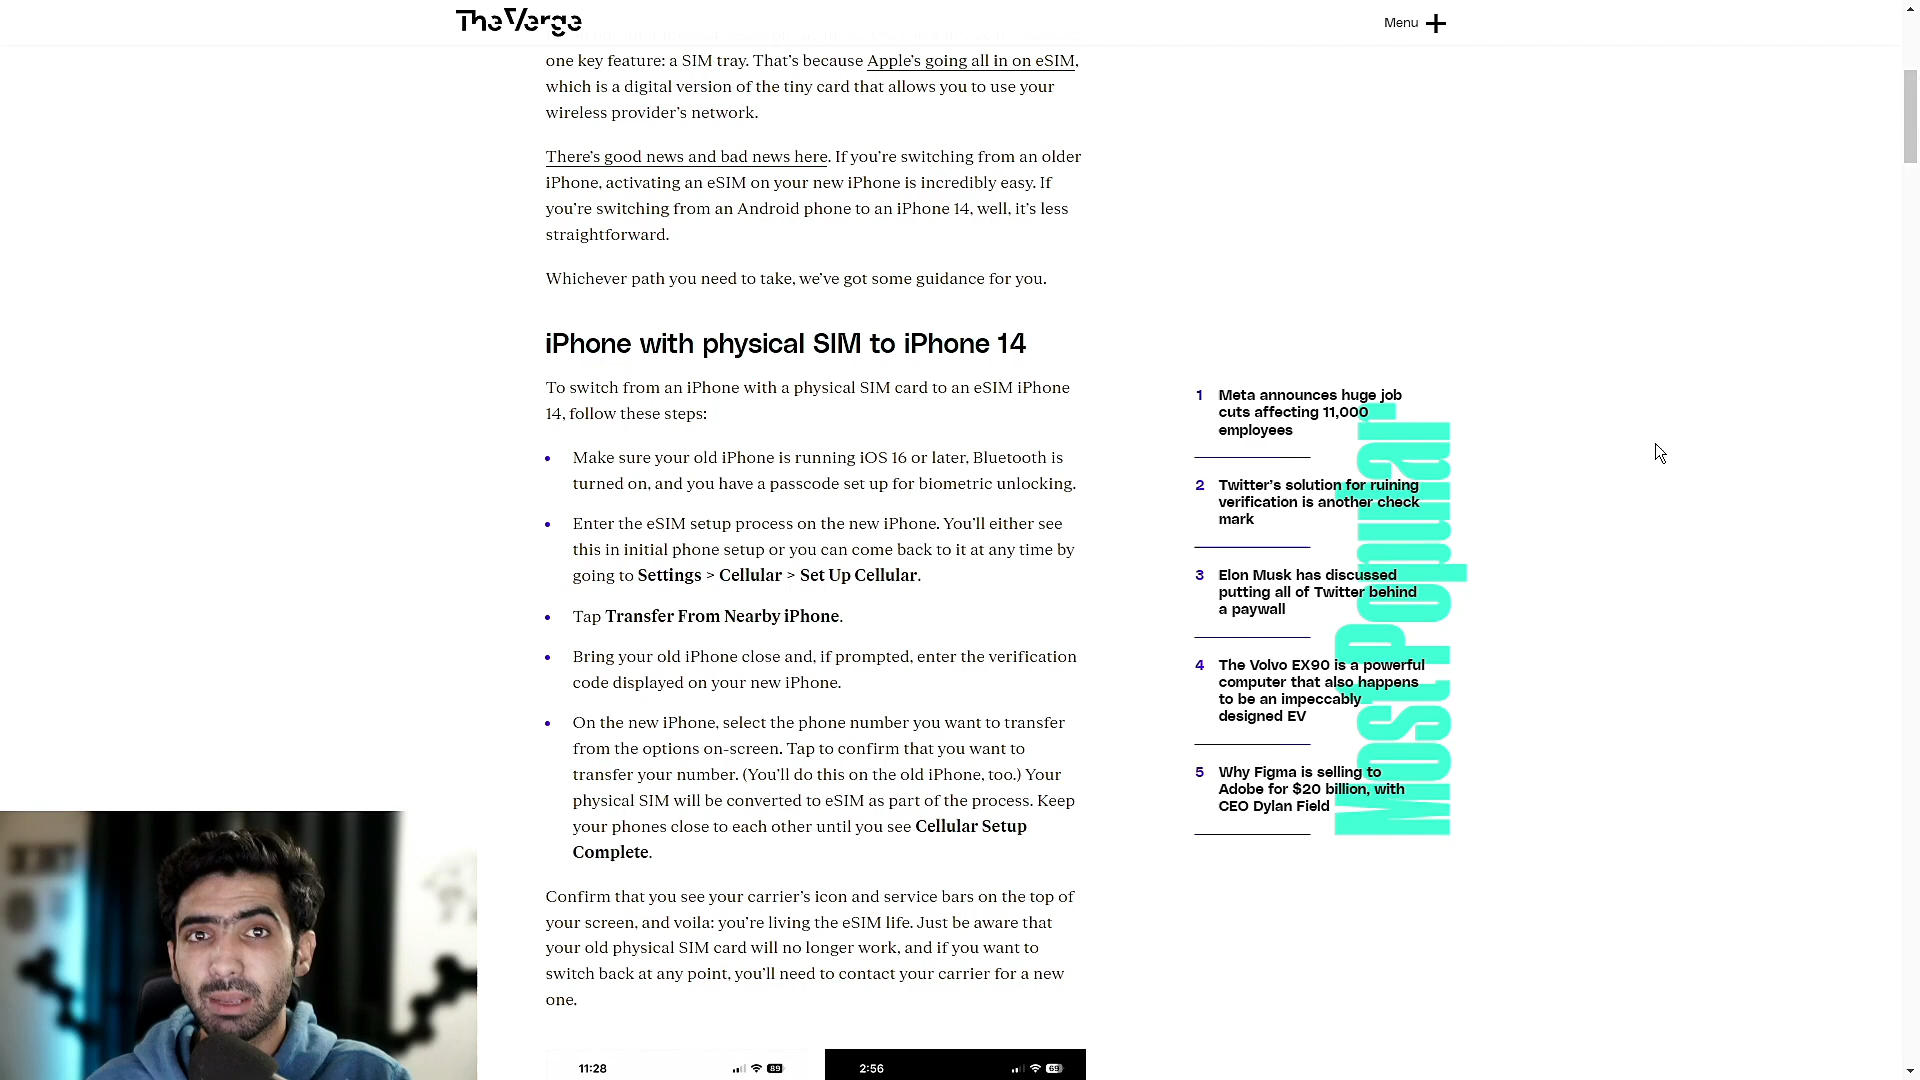 The Verge
Menu
one key feature: a SIM tray. That’s because Apple’s going all in on eSIM,
which is a digital version of the tiny card that allows you to use your
wireless provider’s network.
There’s good news and bad news here. If you’re switching from an older
iPhone, activating an eSIM on your new iPhone is incredibly easy. If
you’re switching from an Android phone to an iPhone 14, well, it’s less
straightforward.
Whichever path you need to take, we’ve got some guidance for you.
iPhone with physical SIM to iPhone 14
To switch from an iPhone with a physical SIM card to an eSIM iPhone
14, follow these steps:
• Make sure your old iPhone is running iOS 16 or later, Bluetooth is
turned on, and you have a passcode set up for biometric unlocking.
• Enter the eSIM setup process on the new iPhone. You’ll either see
this in initial phone setup or you can come back to it at any time by
going to Settings > Cellular > Set Up Cellular.
• Tap Transfer From Nearby iPhone.
• Bring your old iPhone close and, if prompted, enter the verification
code displayed on your new iPhone.
• On the new iPhone, select the phone number you want to transfer
from the options on-screen. Tap to confirm that you want to
transfer your number. (You’ll do this on the old iPhone, too.) Your
physical SIM will be converted to eSIM as part of the process. Keep
your phones close to each other until you see Cellular Setup
Complete.
Confirm that you see your carrier’s icon and service bars on the top of
your screen, and voila: you’re living the eSIM life. Just be aware that
your old physical SIM card will no longer work, and if you want to
switch back at any point, you’ll need to contact your carrier for a new
one.
11:28
89
2:56
69
Most Popular
1 Meta announces huge job
cuts affecting 11,000
employees
2 Twitter’s solution for ruining
verification is another check
mark
3 Elon Musk has discussed
putting all of Twitter behind
a paywall
4 The Volvo EX90 is a powerful
computer that also happens
to be an impeccably
designed EV
5 Why Figma is selling to
Adobe for $20 billion, with
CEO Dylan Field